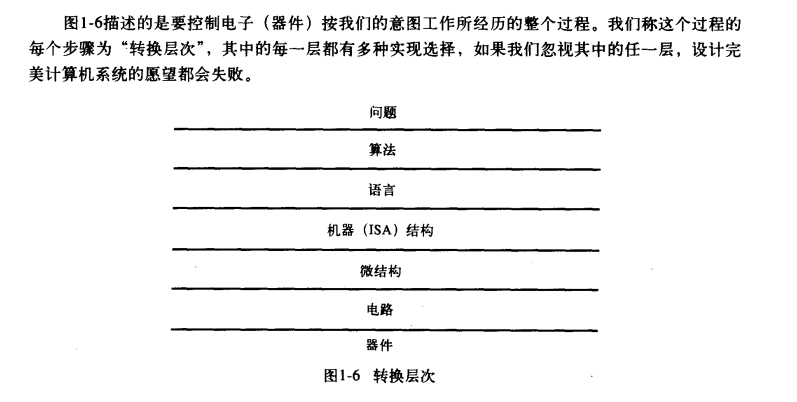 图1-6描述的是要控制电子（器件）按我们的意图工作所经历的整个过程。我们称这个过程的
每个步骤为“转换层次”，其中的每一层都有多种实现选择，如果我们忽视其中的任一层，设计完
美计算机系统的愿望都会失败。
问题
算法
语言
机器（ISA）结构
微结构
电路
器件
图1-6 转换层次